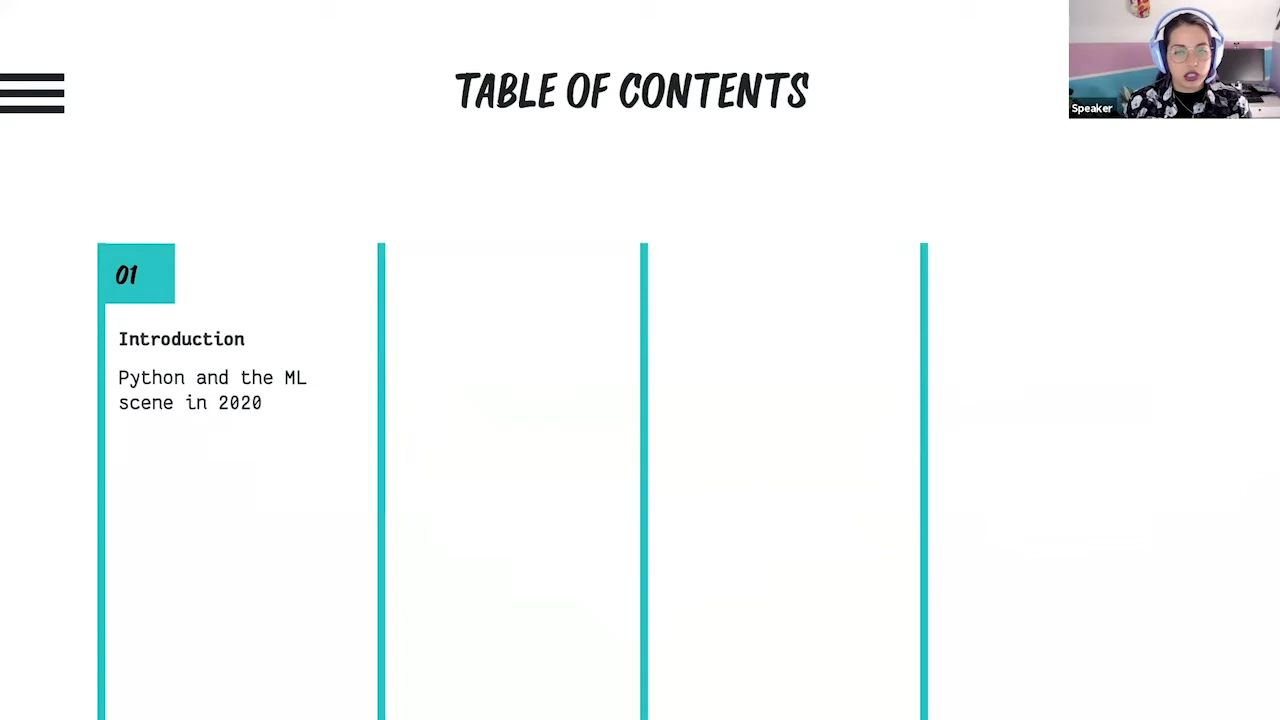 TABLE OF CONTENTS
Speaker
01
Introduction
Python and the ML
scene in 2020